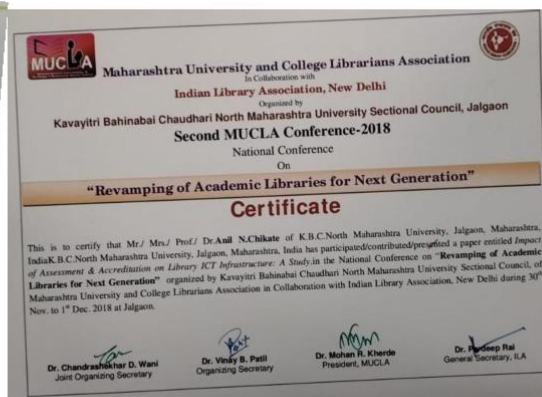 MUCLA
Maharashtra University and College Librarians Association
In Collaboration with
Indian Library Association, New Delhi
Organized by
Kavayitri Bahinabai Chaudhari North Maharashtra University Sectional Council, Jalgaon
Second MUCLA Conference-2018
National Conference
On
"Revamping of Academic Libraries for Next Generation"
Certificate
This is to certify that Mr./ Mrs./ Prof./ Dr.Anil N.Chikate of K.B.C.North Maharashtra University, Jalgaon, Maharashtra,
IndiaK.B.C.North Maharashtra University, Jalgaon, Maharashtra, India has participated/contributed/presented a paper entitled Impact
of Assessment & Accreditation on Library ICT Infrastructure: A Study.in the National Conference on "Revamping of Academic
Libraries for Next Generation" organized by Kavayitri Bahinabai Chaudhari North Maharashtra University Sectional Council, of
Maharashtra University and College Librarians Association in Collaboration with Indian Library Association, New Delhi during 30th
Nov. to 1st Dec. 2018 at Jalgaon.
Dr. Chandrashekhar D. Wani
Joint Organizing Secretary
Dr. Vinay B. Patil
Organizing Secretary
Dr. Mohan R. Kherde
President, MUCLA
Dr. Pardeep Rai
General Secretary, ILA